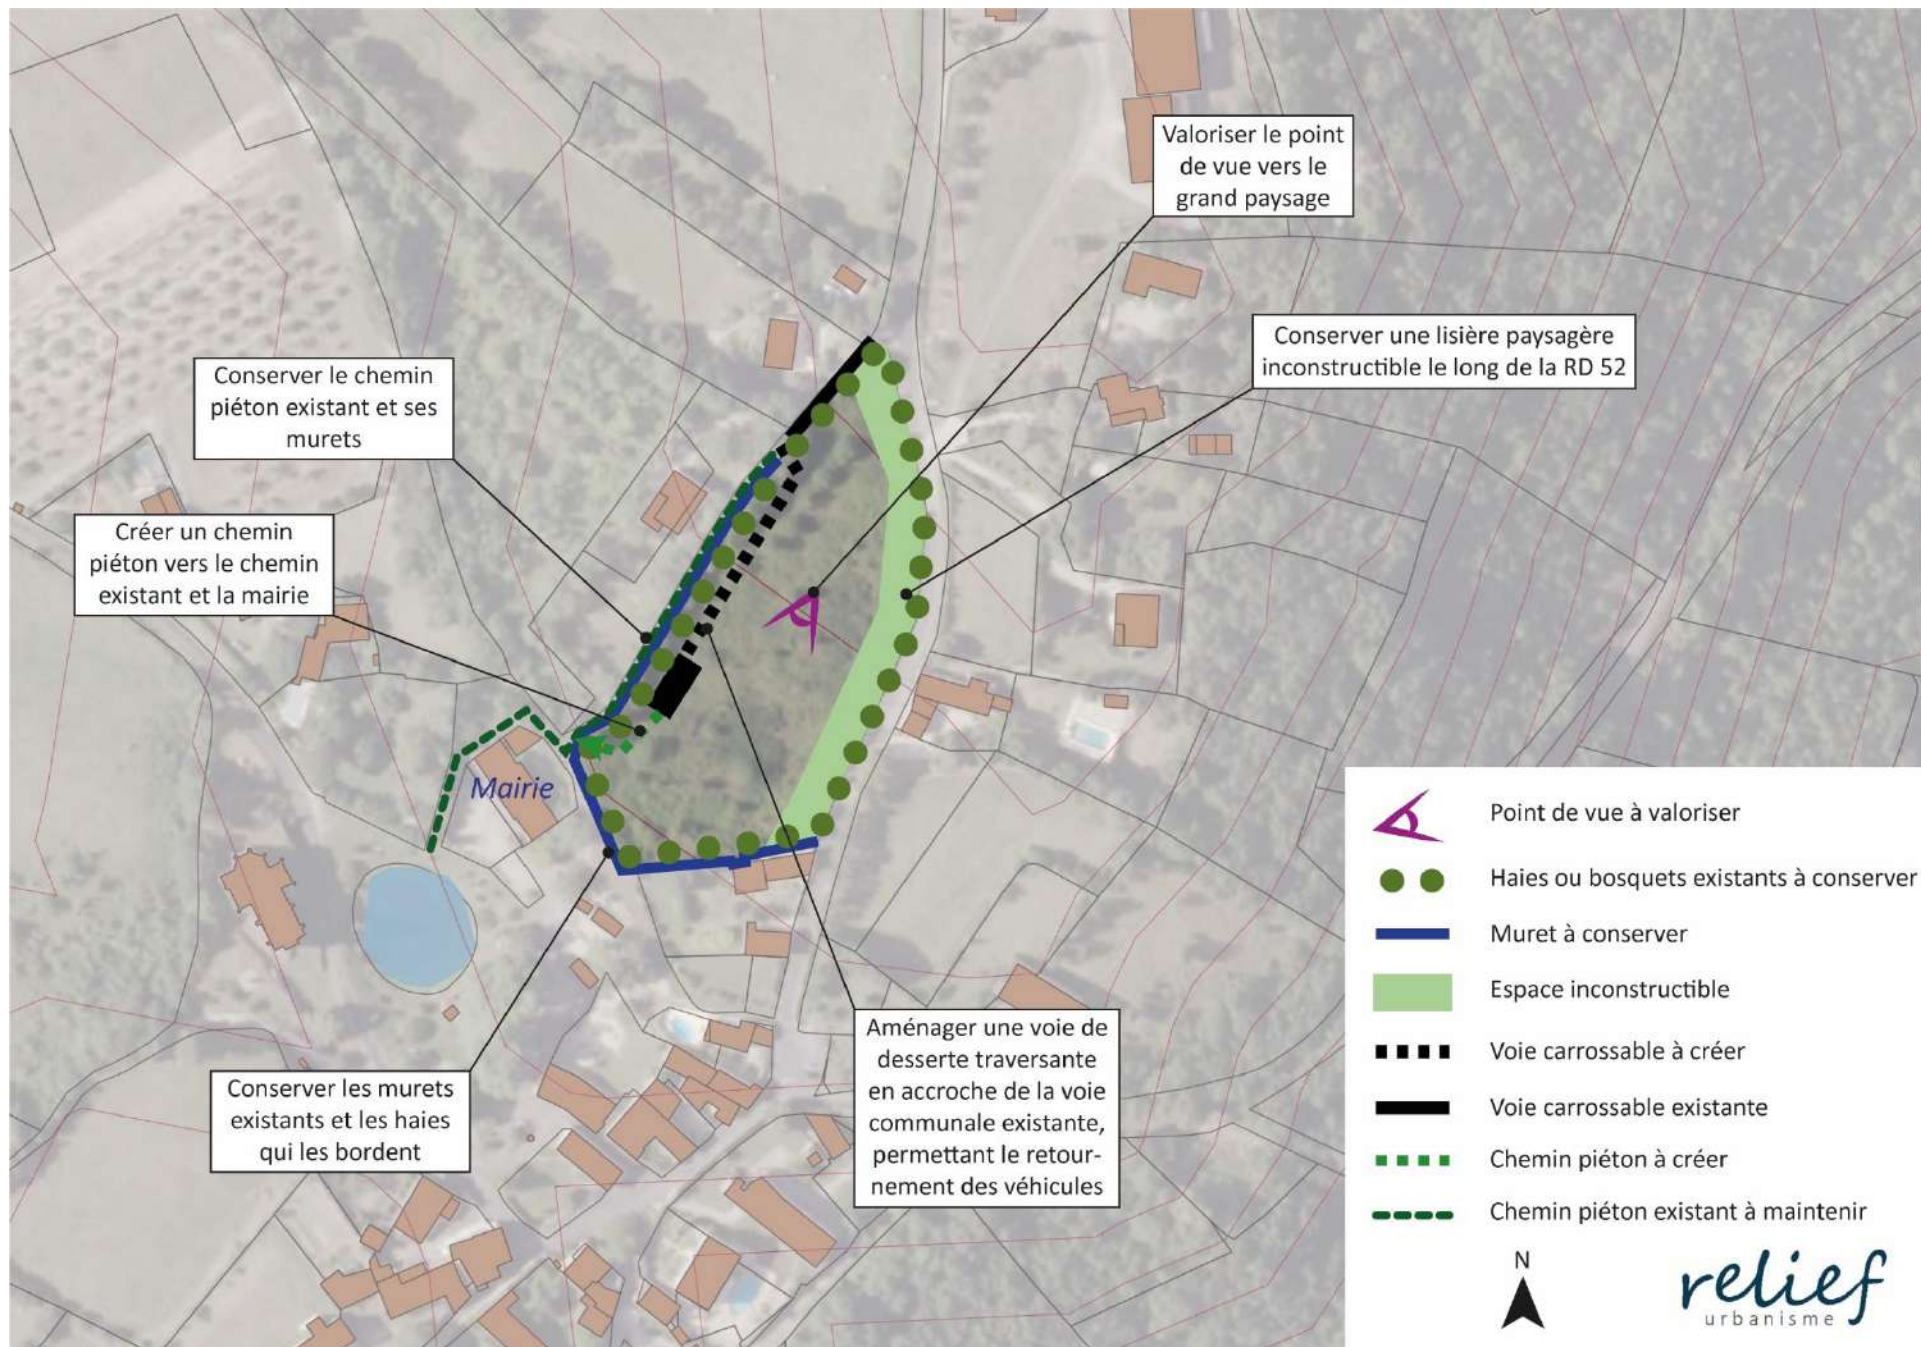 Valoriser le point
de vue vers le
grand paysage
Conserver une lisière paysagère
inconstructible le long de la RD 52
Conserver le chemin
piéton existant et ses
murets
Créer un chemin
piéton vers le chemin
existant et la mairie
Mairie
Conserver les murets
existants et les haies
qui les bordent
Aménager une voie de
desserte traversante
en accroche de la voie
communale existante,
permettant le retour-
nement des véhicules
Point de vue à valoriser
Haies ou bosquets existants à conserver
Muret à conserver
Espace inconstructible
Voie carrossable à créer
Voie carrossable existante
Chemin piéton à créer
Chemin piéton existant à maintenir
N
relief
urbanisme